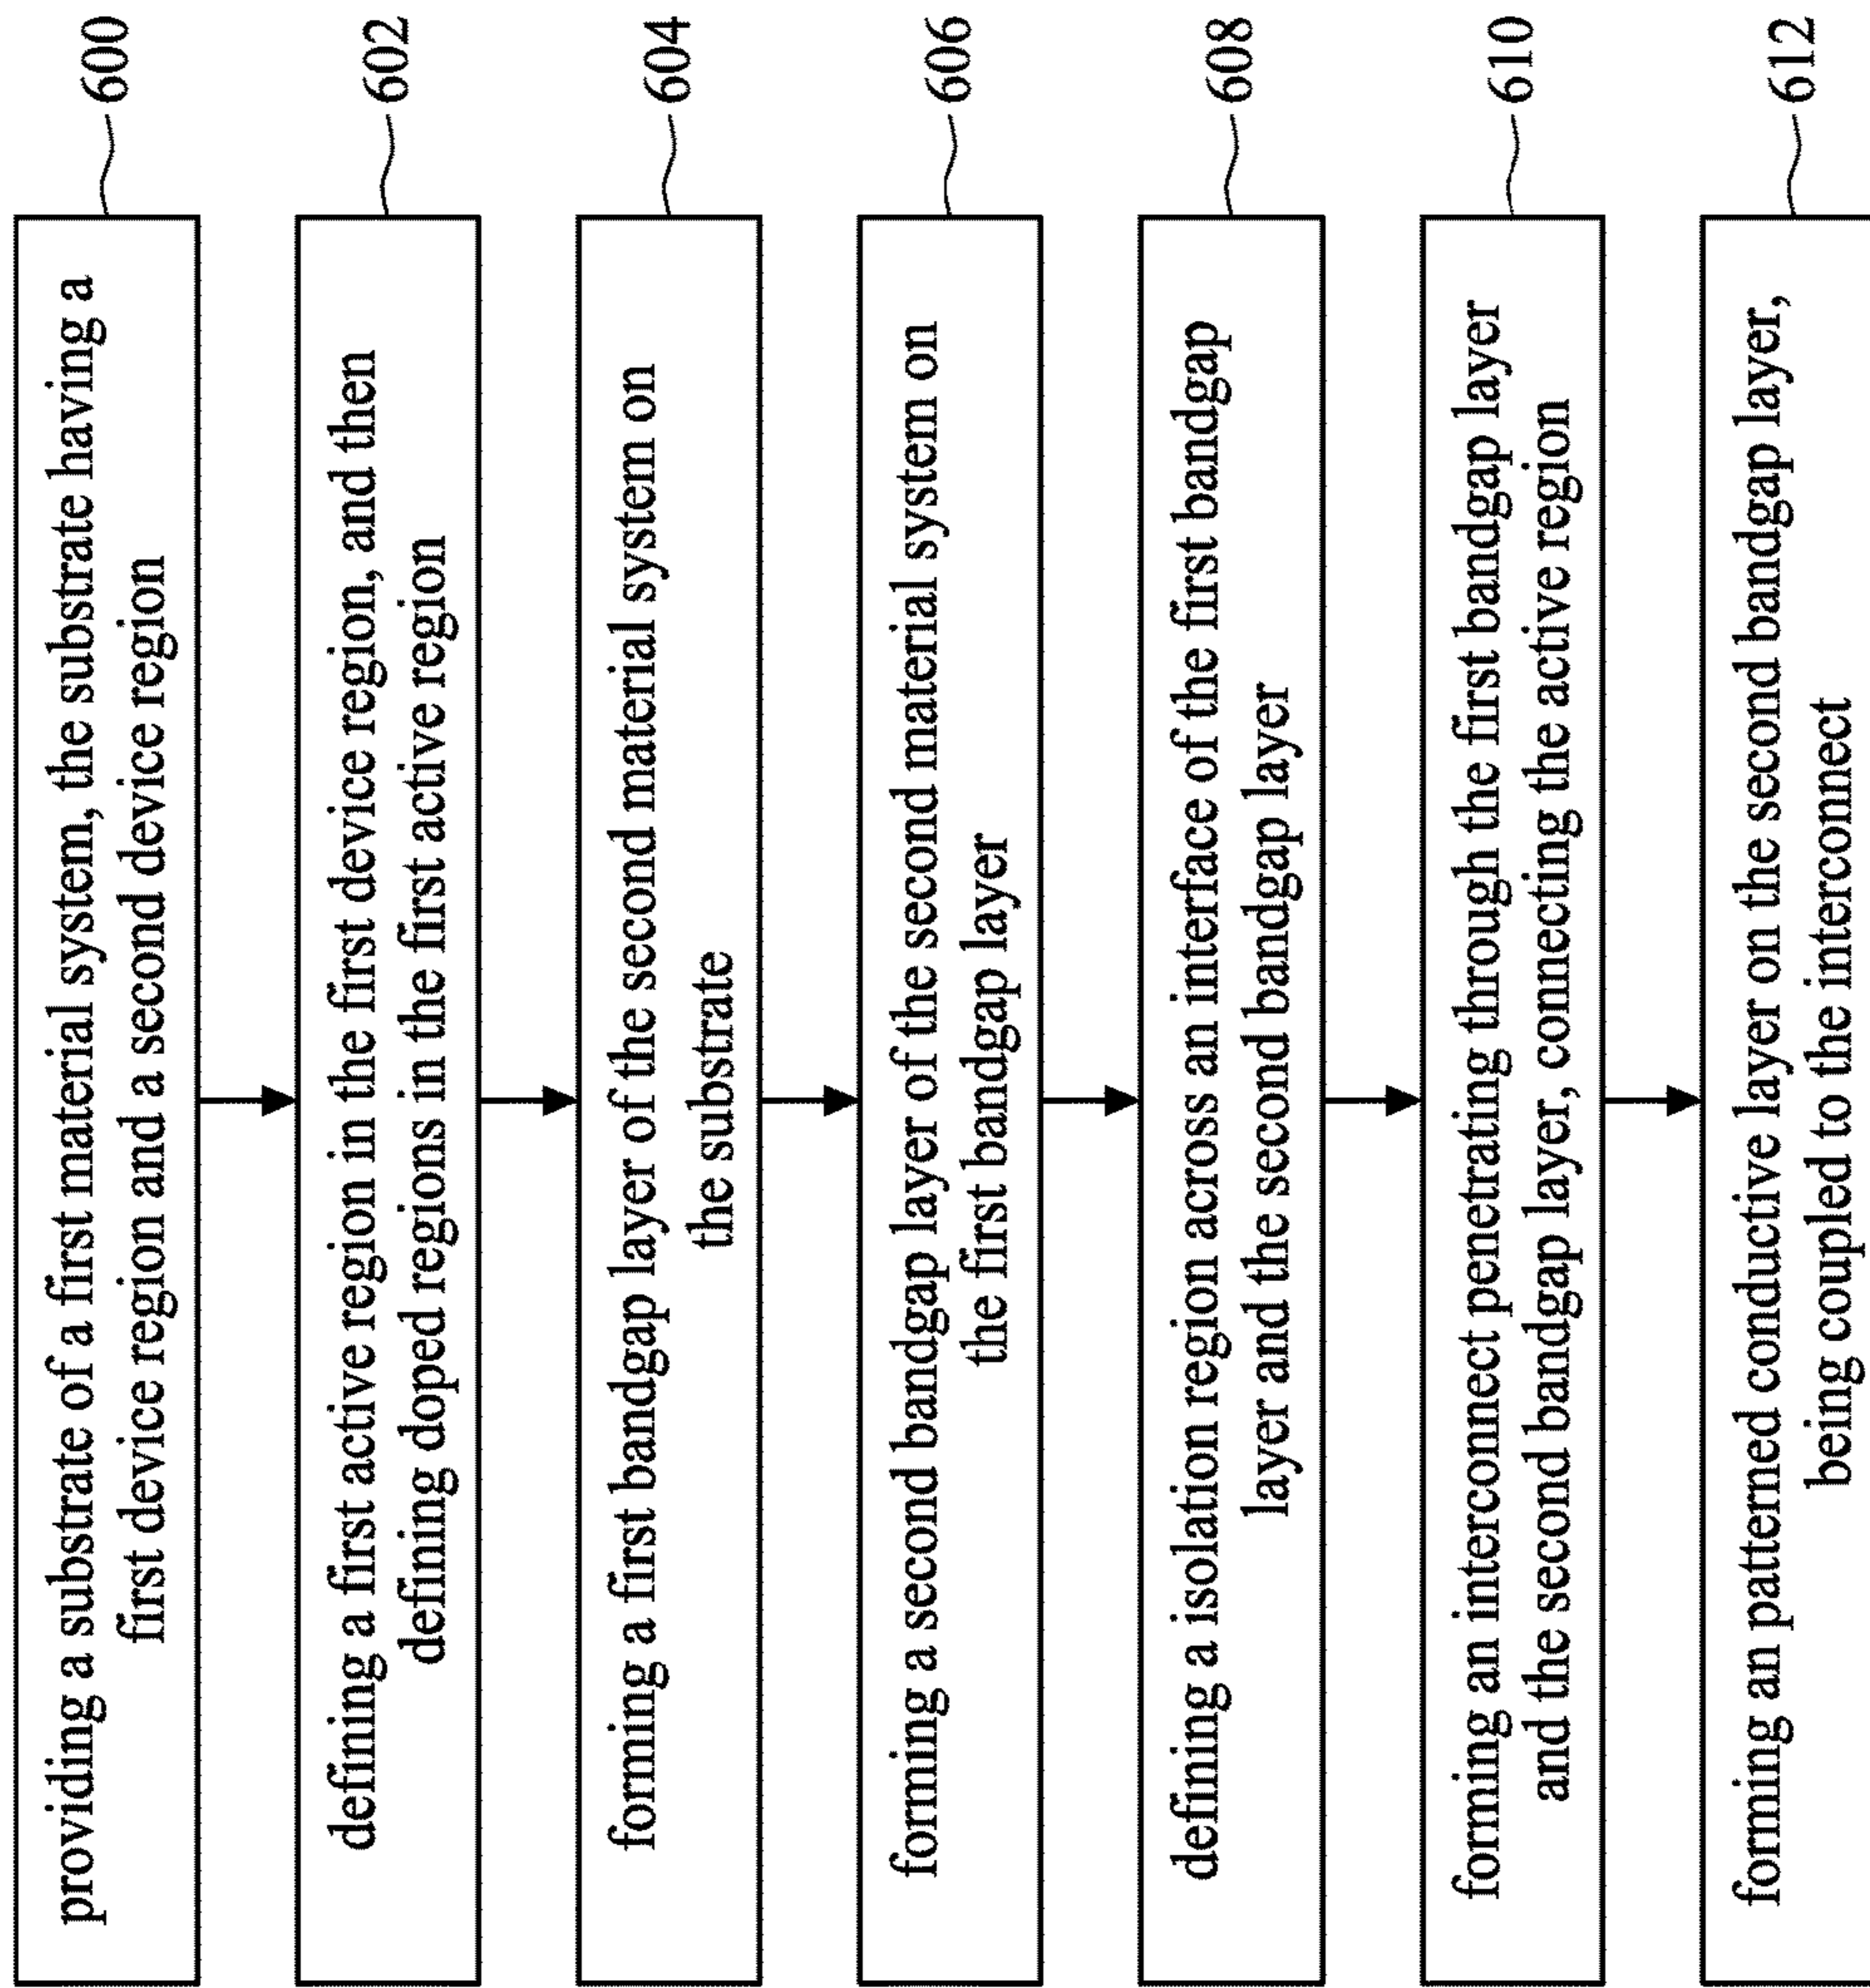 providing a substrate of a first material system, the substrate having a
first device region and a second device region
600
defining a first active region in the first device region, and then
defining doped regions in the first active region
602
forming a first bandgap layer of the second material system on
the substrate
604
forming a second bandgap layer of the second material system on
the first bandgap layer
606
defining a isolation region across an interface of the first bandgap
layer and the second bandgap layer
608
forming an interconnect penetrating through the first bandgap layer
and the second bandgap layer, connecting the active region
610
forming an patterned conductive layer on the second bandgap layer,
being coupled to the interconnect
612